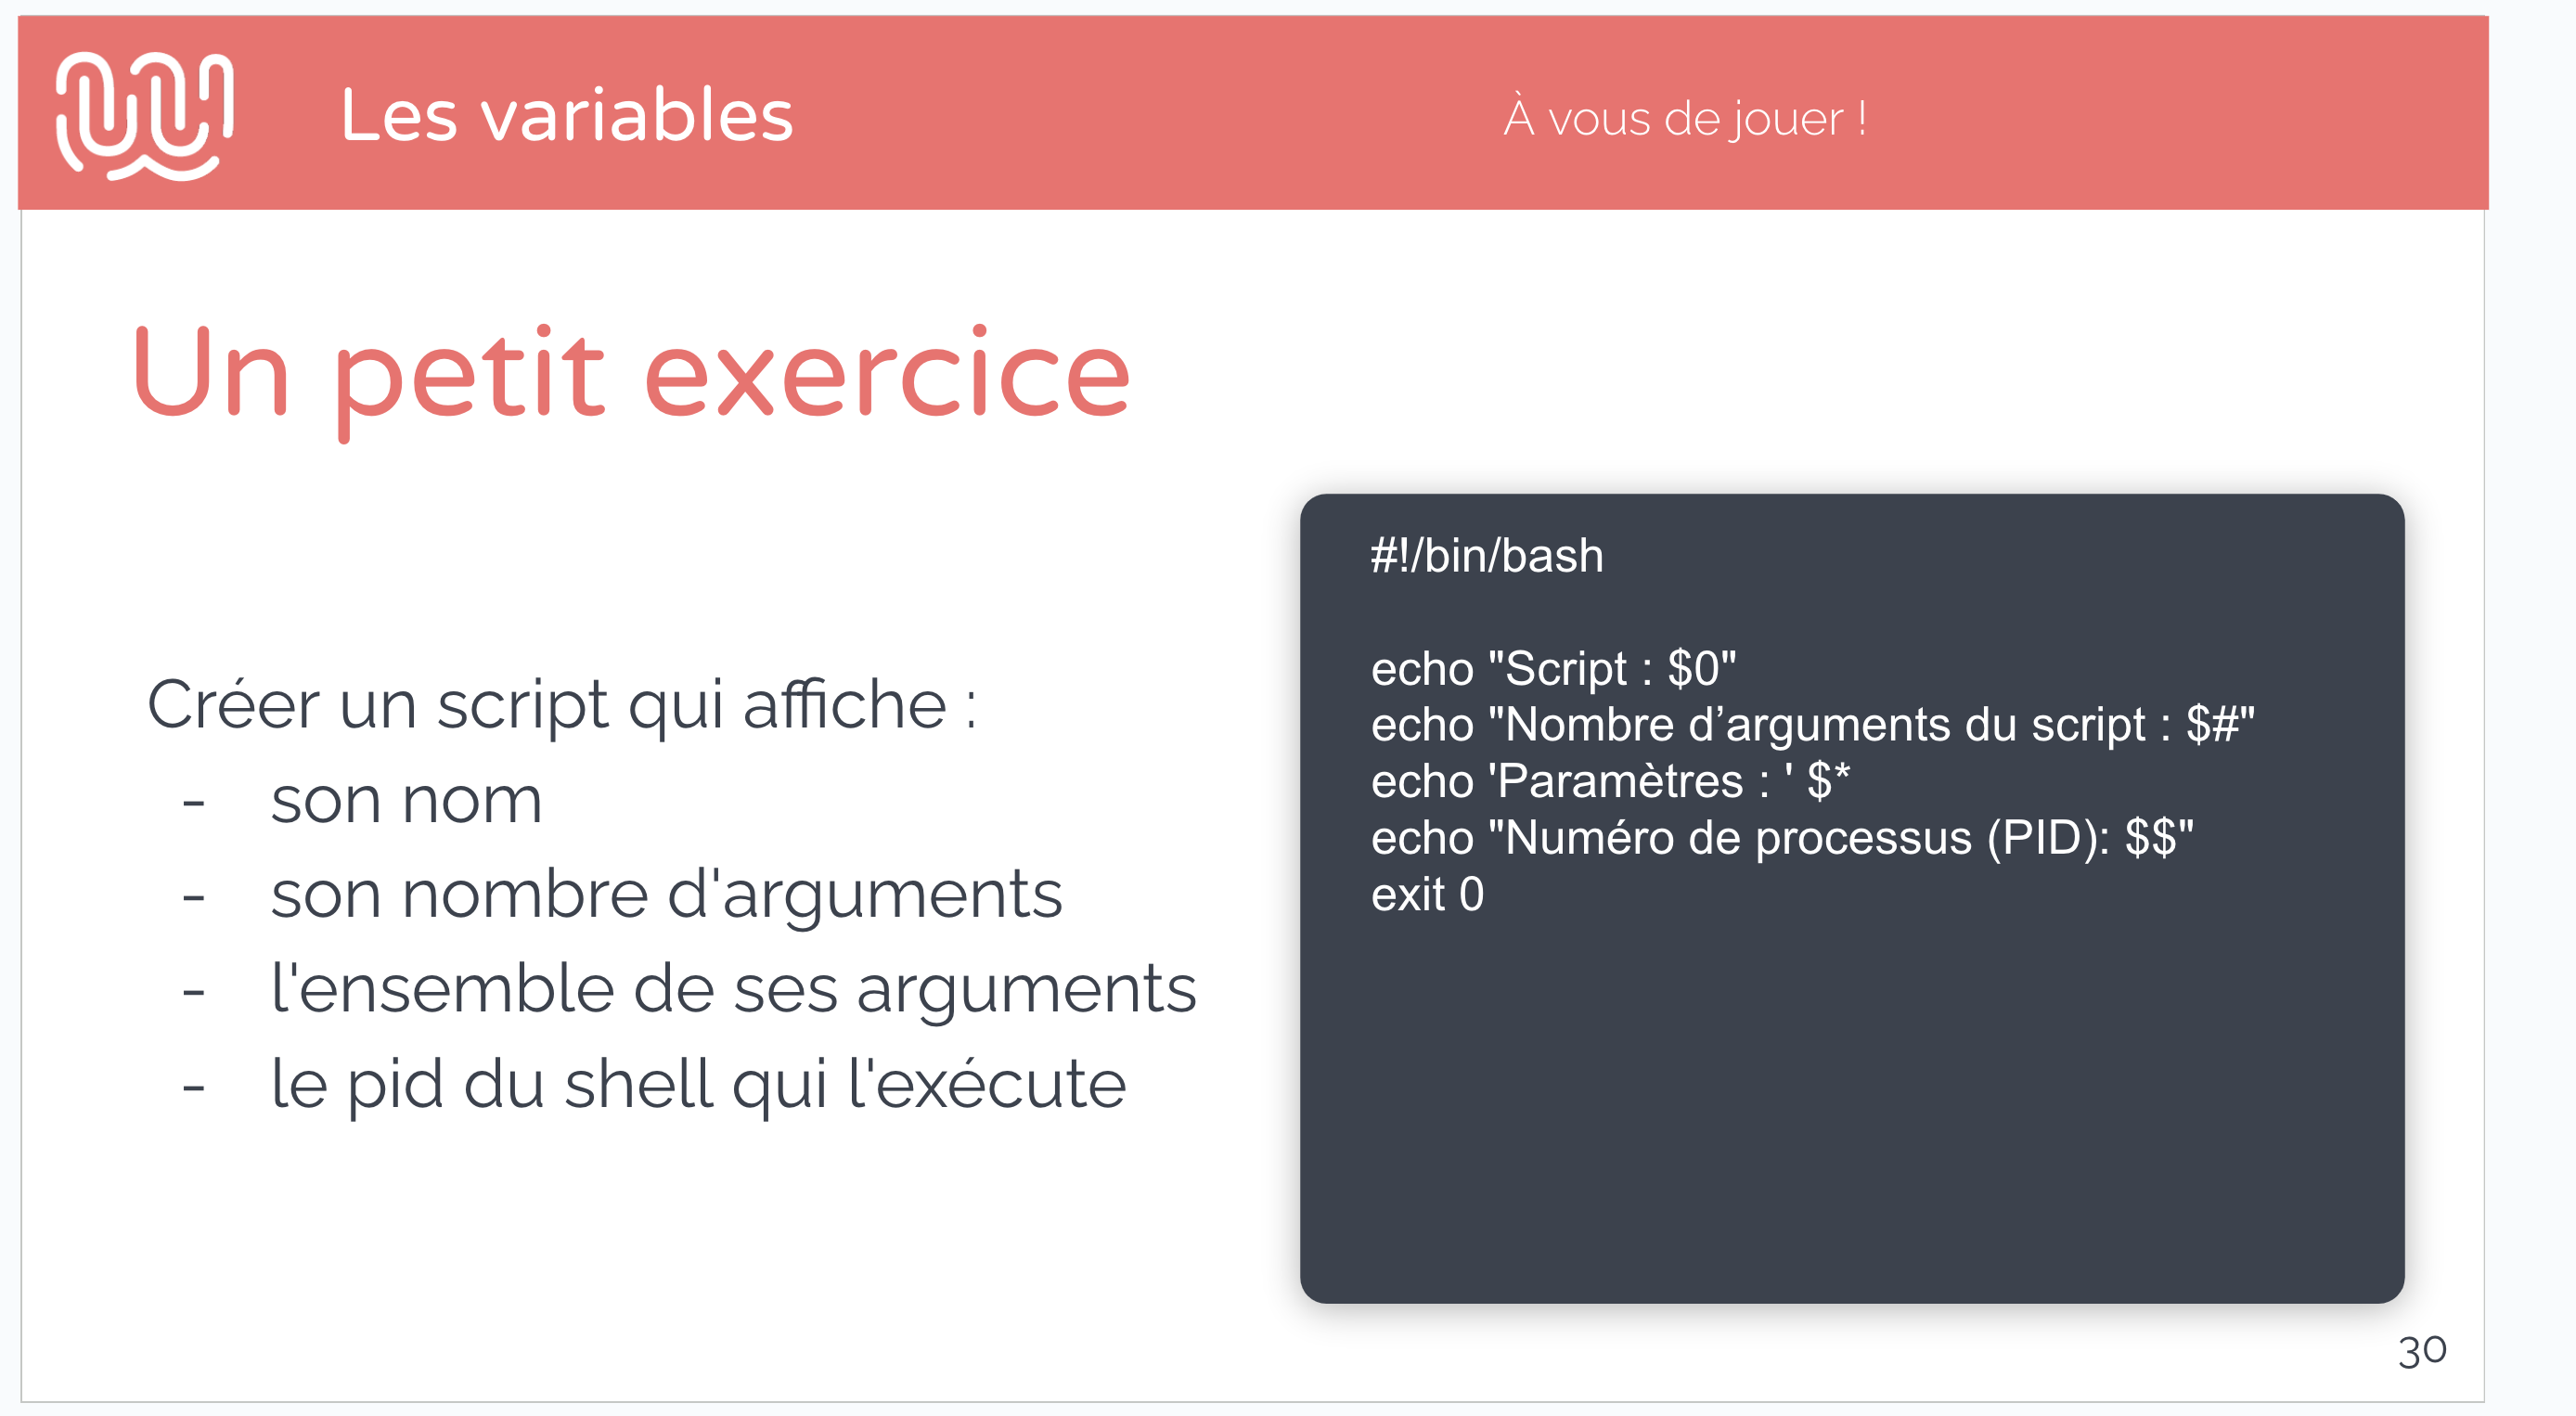 Les variables
À vous de jouer !
Un petit exercice
Créer un script qui affiche :
- son nom
- son nombre d'arguments
- l'ensemble de ses arguments
- le pid du shell qui l'exécute
#!/bin/bash
echo "Script : $0"
echo "Nombre d’arguments du script : $#"
echo 'Paramètres : ' $*
echo "Numéro de processus (PID): $$"
exit 0
30